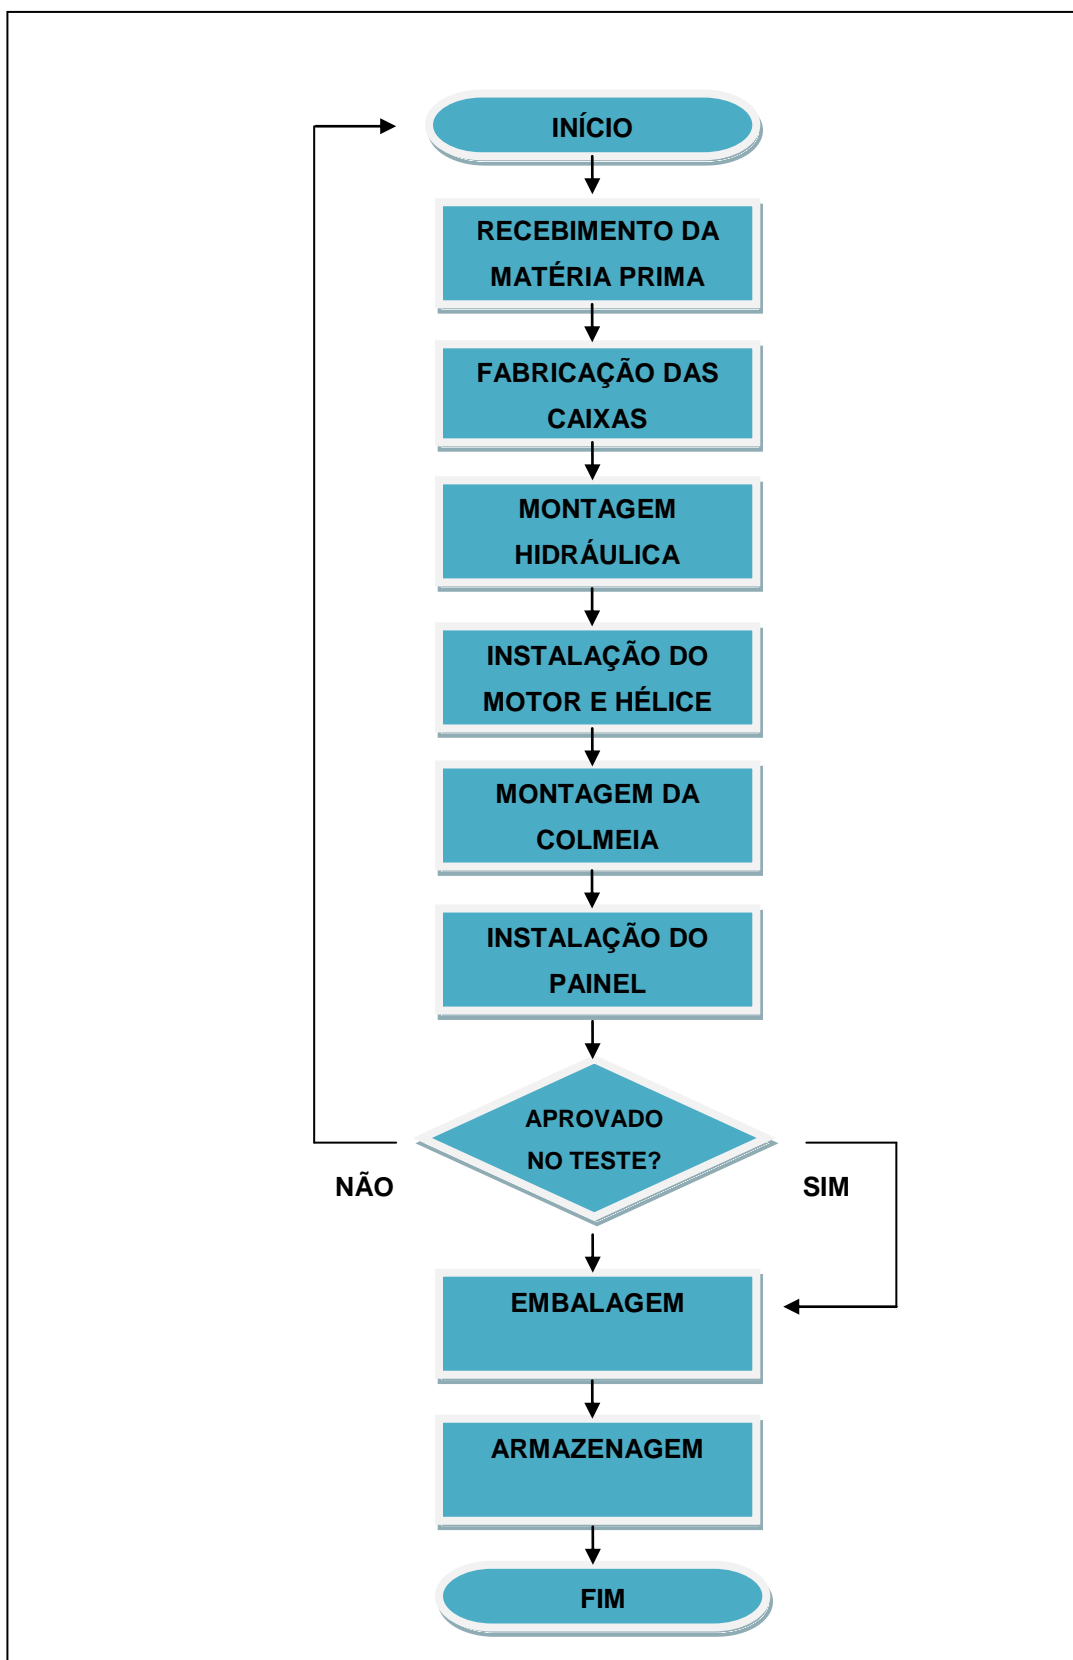 INÍCIO
RECEBIMENTO DA
MATÉRIA PRIMA
FABRICAÇÃO DAS
CAIXAS
MONTAGEM
HIDRÁULICA
INSTALAÇÃO DO
MOTOR E HÉLICE
MONTAGEM DA
COLMEIA
INSTALAÇÃO DO
PAINEL
APROVADO
NO TESTE?
NÃO
SIM
EMBALAGEM
ARMAZENAGEM
FIM